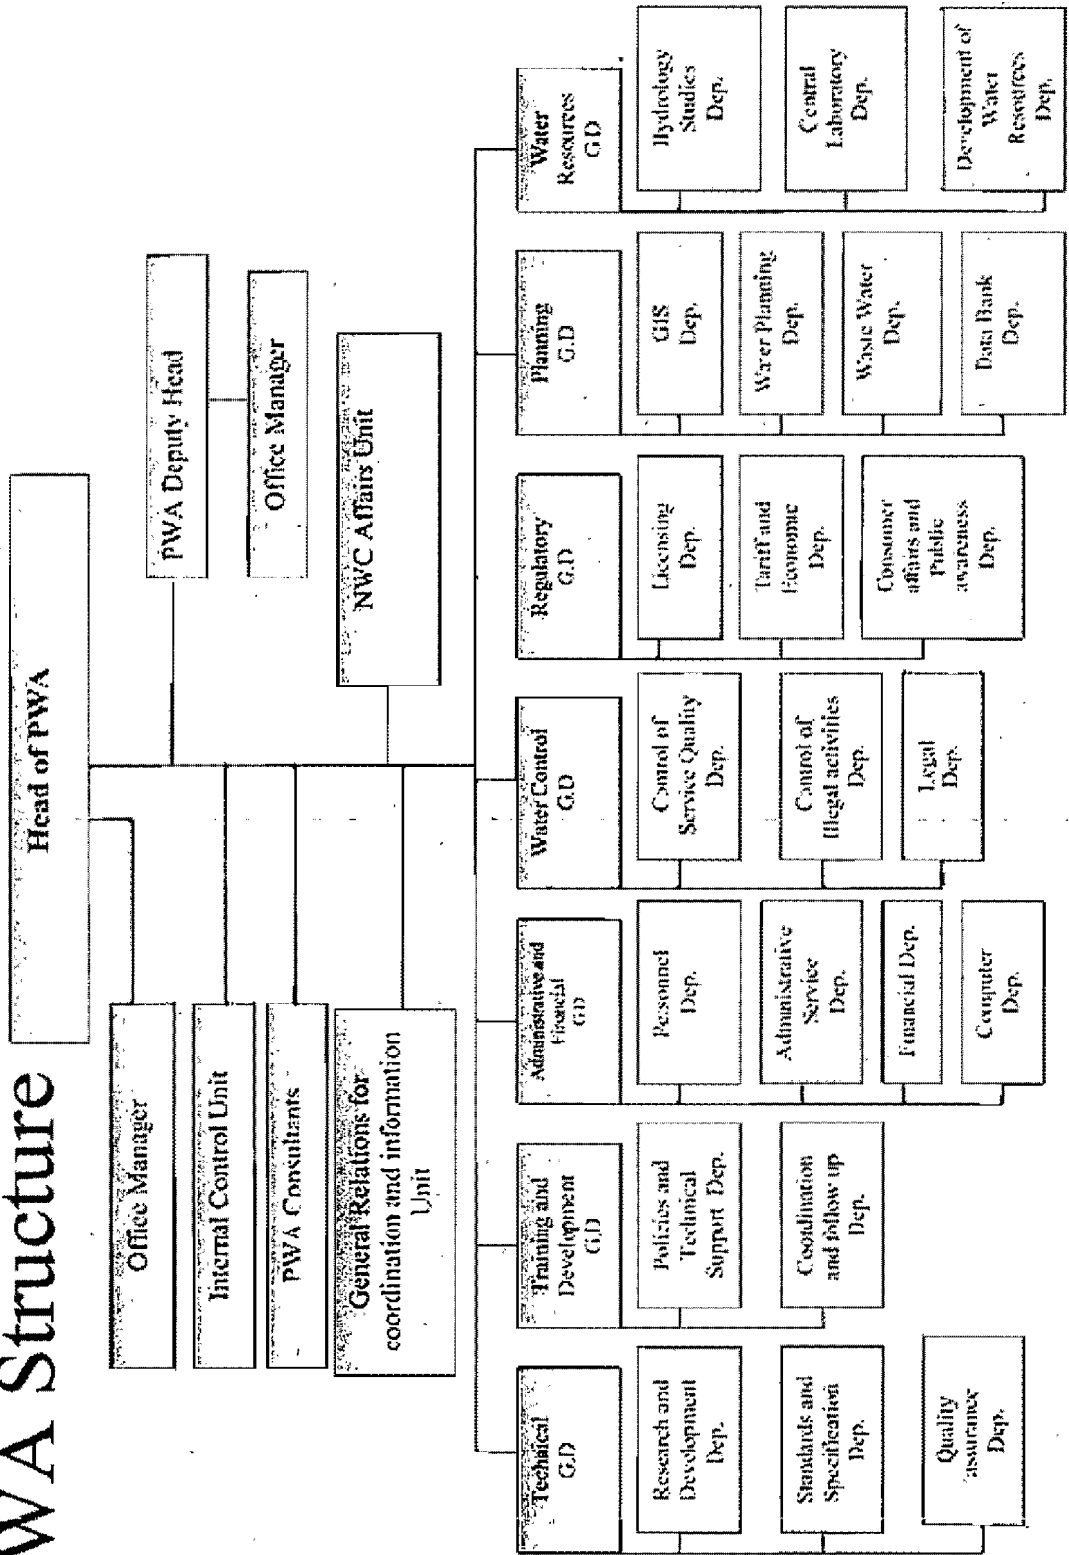 WA Structure
Head of PWA
PWA Deputy Head
Office Manager
Office Manager
Internal Control Unit
PWA Consultants
General Relations for
coordination and information
Unit
NWC Affairs Unit
Technical
G.D
Research and
Development
Dep.
Standards and
Specification
Dep.
Quality
assurance
Dep.
Training and
Development
G.D
Policies and
Technical
Support Dep.
Coordination
and follow up
Dep.
Administrative and
Financial
G.D
Personnel
Dep.
Administrative
Service
Dep.
Financial Dep.
Computer
Dep.
Water Control
G.D
Control of
Service Quality
Dep.
Control of
Illegal activities
Dep.
Legal
Dep.
Regulatory
G.D
Licensing
Dep.
Tariff and
Economic
Dep.
Consumer
affairs and
Public
awareness
Dep.
Planning
G.D
GIS
Dep.
Water Planning
Dep.
Waste Water
Dep.
Data Bank
Dep.
Water
Resources
G.D
Hydrology
Studies
Dep.
Central
Laboratory
Dep.
Development of
Water
Resources
Dep.